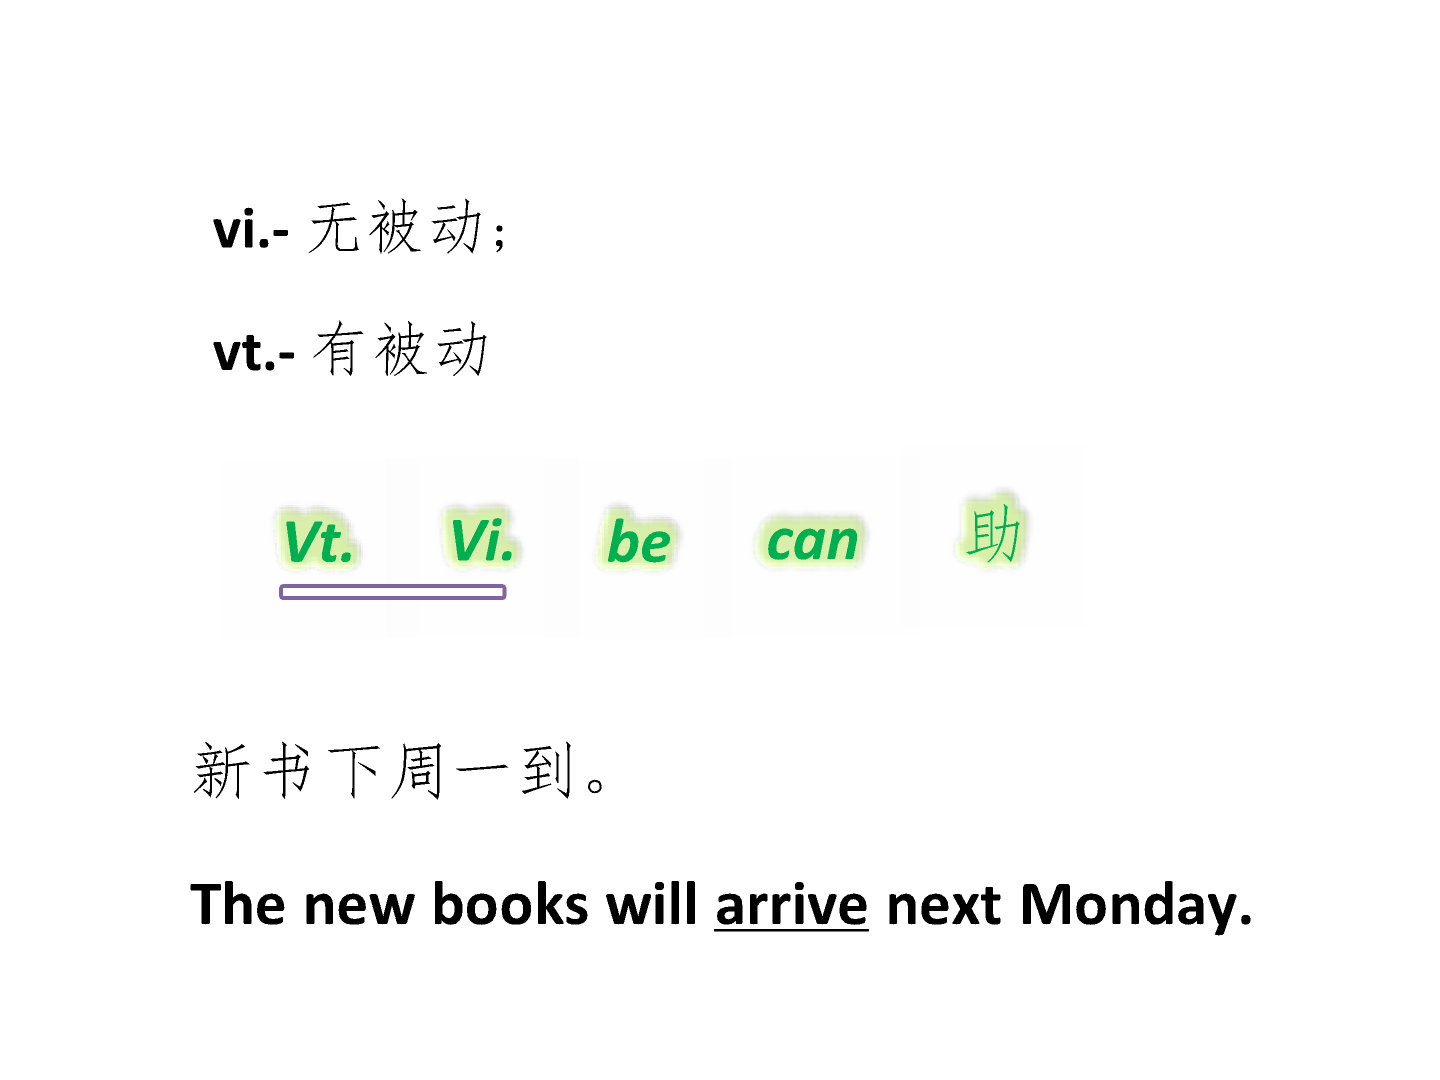 vi.- 无被动；
vt.- 有被动
Vt. Vi. be can 助
新书下周一到。
The new books will arrive next Monday.